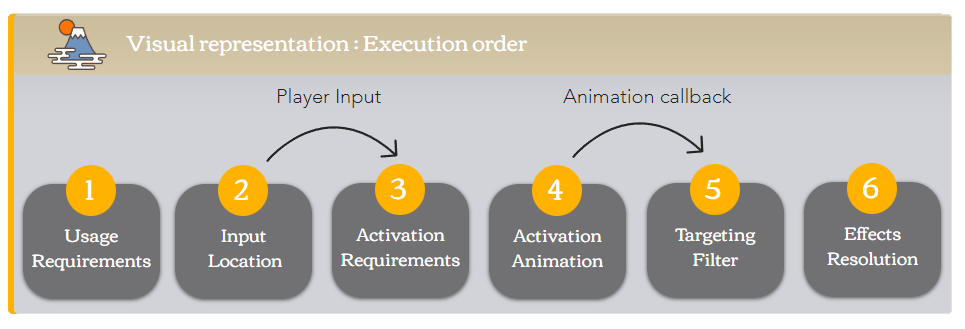 Visual representation : Execution order
Player Input
Animation callback
1
Usage
Requirements
2
Input
Location
3
Activation
Requirements
4
Activation
Animation
5
Targeting
Filter
6
Effects
Resolution